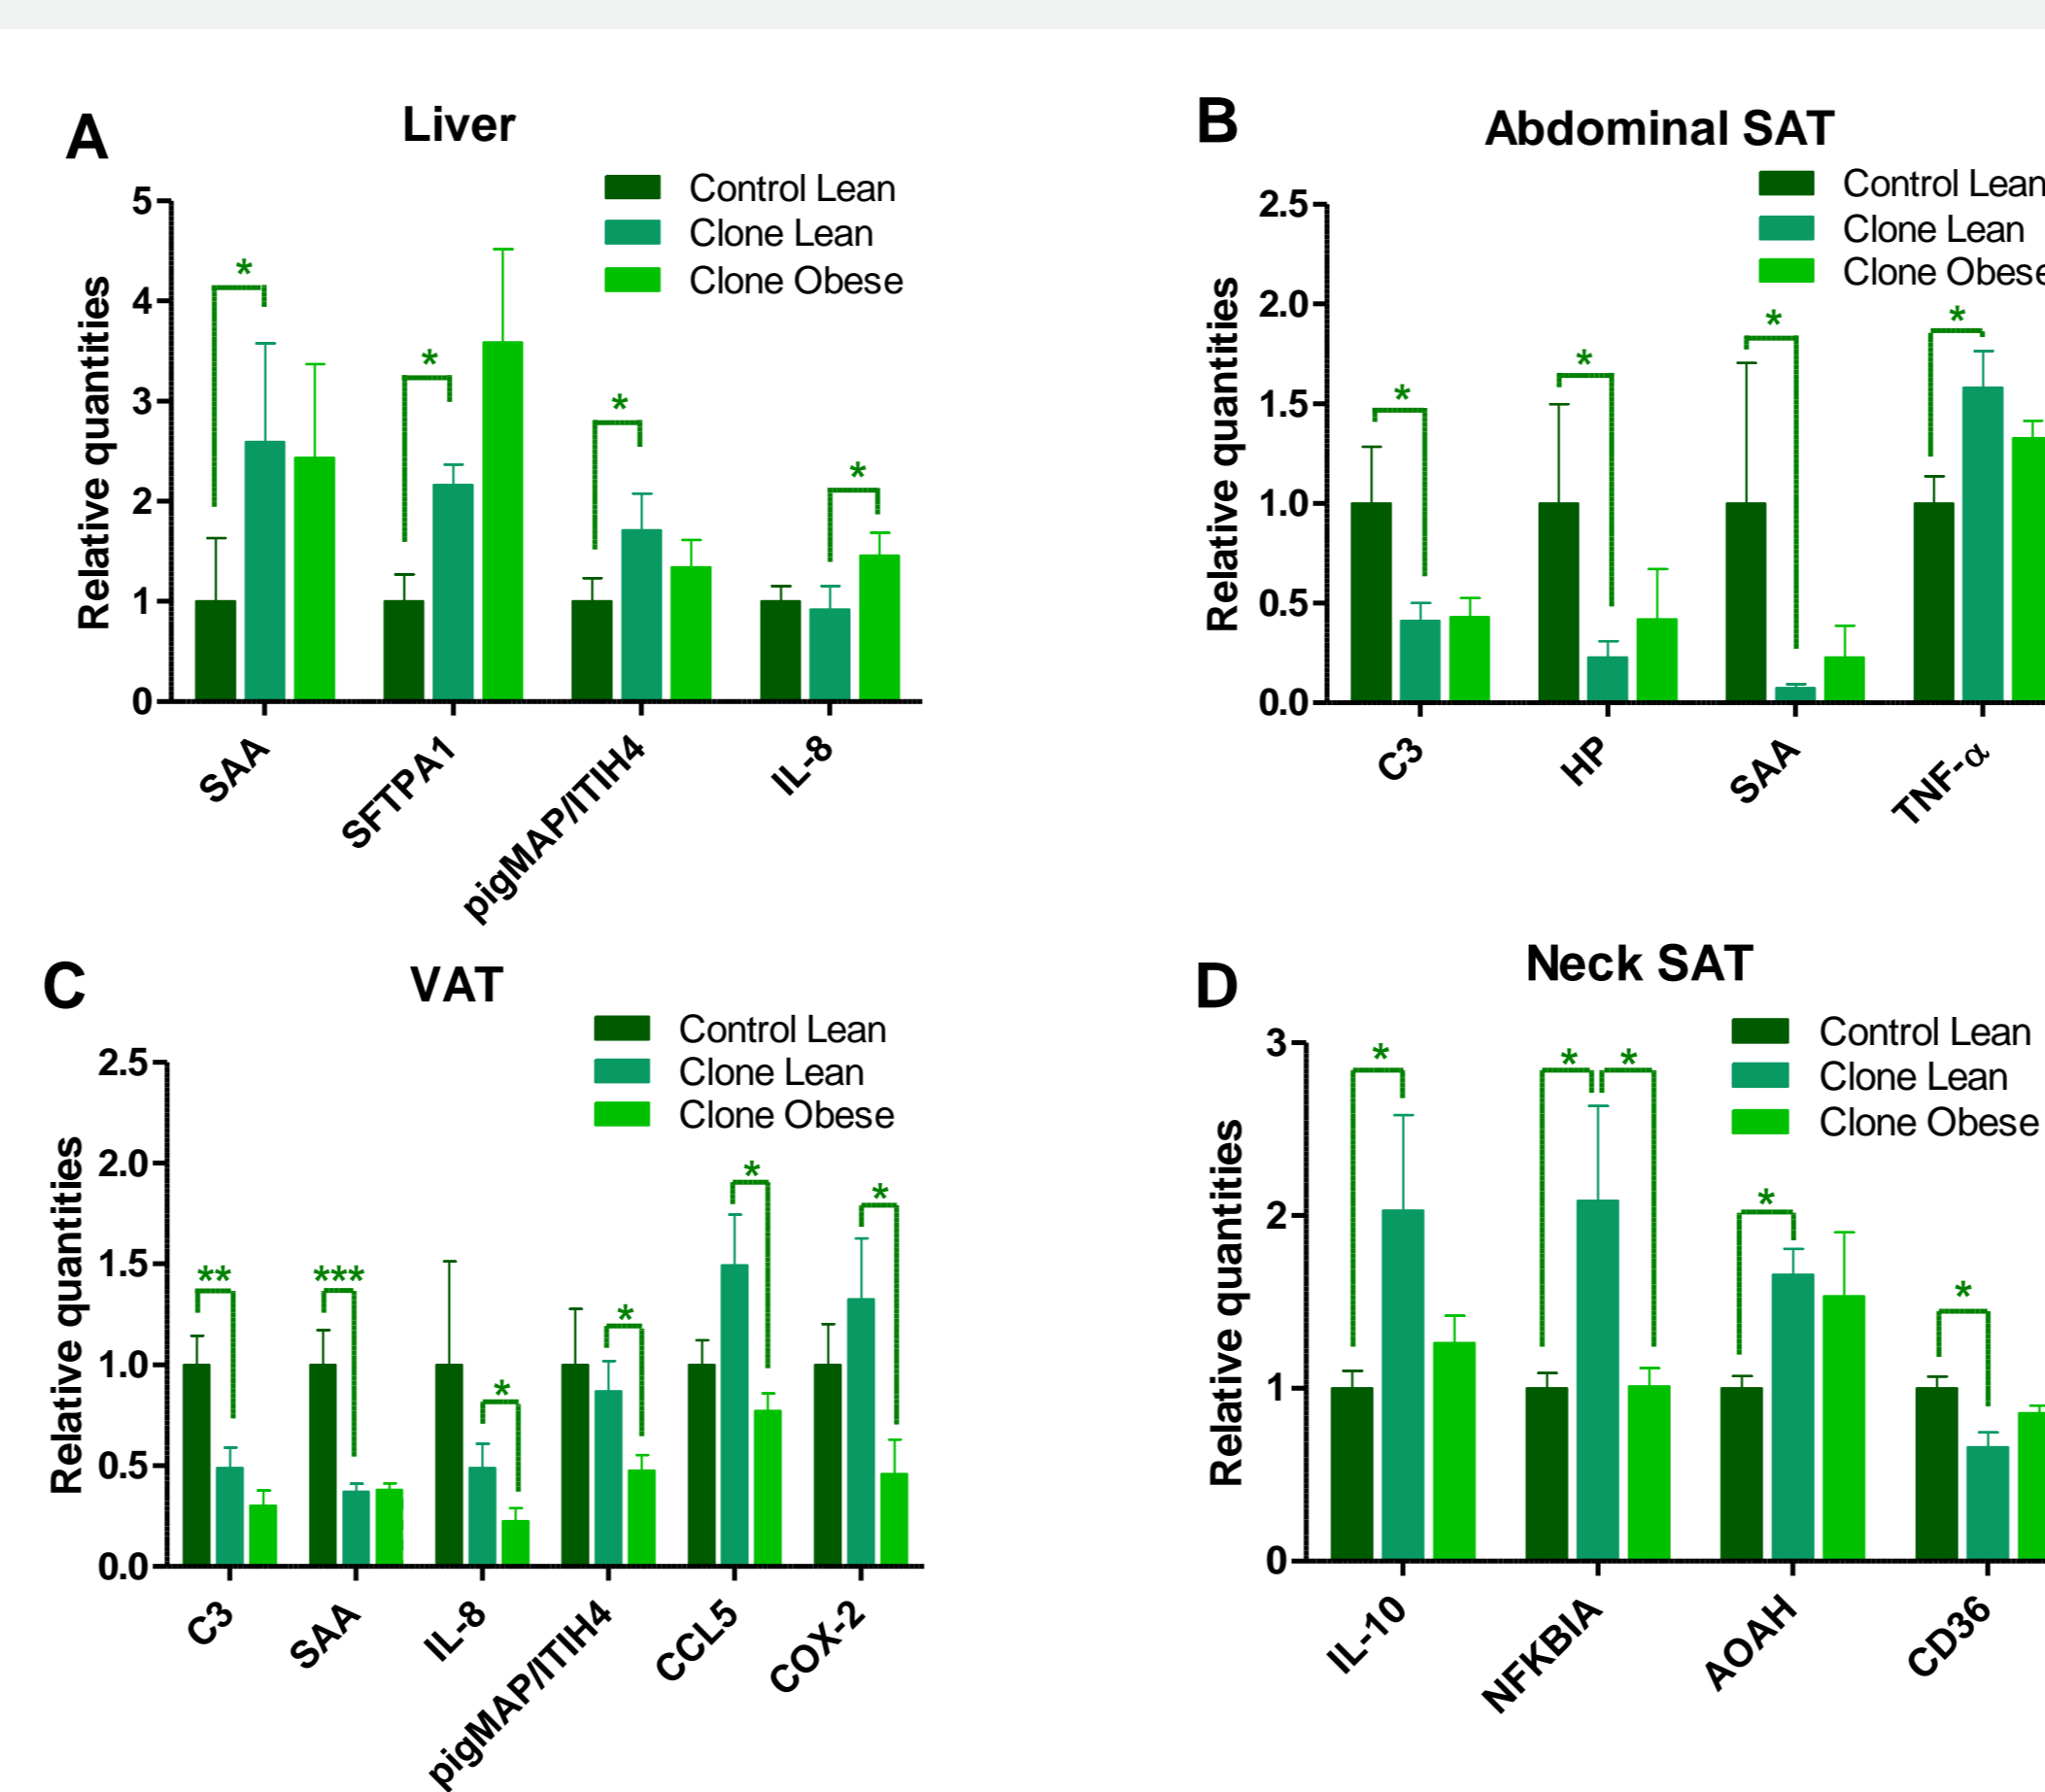 A
Liver
Control Lean
Clone Lean
Clone Obese
Relative quantities
5
4
3
2
1
0
*
*
*
*
SAA
SFTPA1
pigMAP/ITIH4
IL-8
B
Abdominal SAT
Control Lean
Clone Lean
Clone Obese
Relative quantities
2.5
2.0
1.5
1.0
0.5
0.0
*
*
*
*
C3
HP
SAA
TNF-α
C
VAT
Control Lean
Clone Lean
Clone Obese
Relative quantities
2.5
2.0
1.5
1.0
0.5
0.0
**
***
*
*
*
*
C3
SAA
IL-8
pigMAP/ITIH4
CCL5
COX-2
D
Neck SAT
Control Lean
Clone Lean
Clone Obese
Relative quantities
3
2
1
0
*
* *
*
*
IL-10
NFKBIA
AOAH
CD36